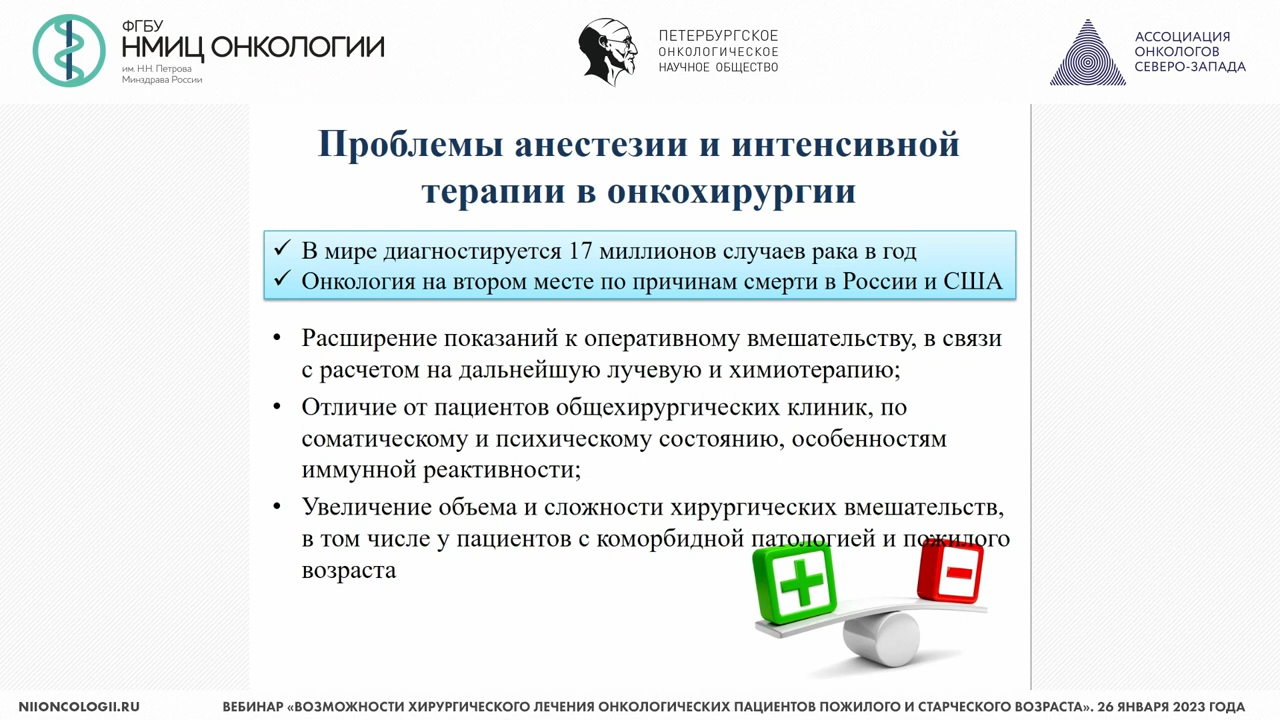 ФГБУ
НМИЦ ОНКОЛОГИИ
им. Н.Н. Петрова
Минздрава России
ПЕТЕРБУРГСКОЕ
ОНКОЛОГИЧЕСКОЕ
НАУЧНОЕ ОБЩЕСТВО
АССОЦИАЦИЯ
ОНКОЛОГОВ
СЕВЕРО-ЗАПАДА
Проблемы анестезии и интенсивной
терапии в онкохирургии
✓ В мире диагностируется 17 миллионов случаев рака в год
✓ Онкология на втором месте по причинам смерти в России и США
• Расширение показаний к оперативному вмешательству, в связи
с расчетом на дальнейшую лучевую и химиотерапию;
• Отличие от пациентов общехирургических клиник, по
соматическому и психическому состоянию, особенностям
иммунной реактивности;
• Увеличение объема и сложности хирургических вмешательств,
в том числе у пациентов с коморбидной патологией и пожилого
возраста
NIIONCOLOGII.RU
ВЕБИНАР «ВОЗМОЖНОСТИ ХИРУРГИЧЕСКОГО ЛЕЧЕНИЯ ОНКОЛОГИЧЕСКИХ ПАЦИЕНТОВ ПОЖИЛОГО И СТАРЧЕСКОГО ВОЗРАСТА». 26 ЯНВАРЯ 2023 ГОДА